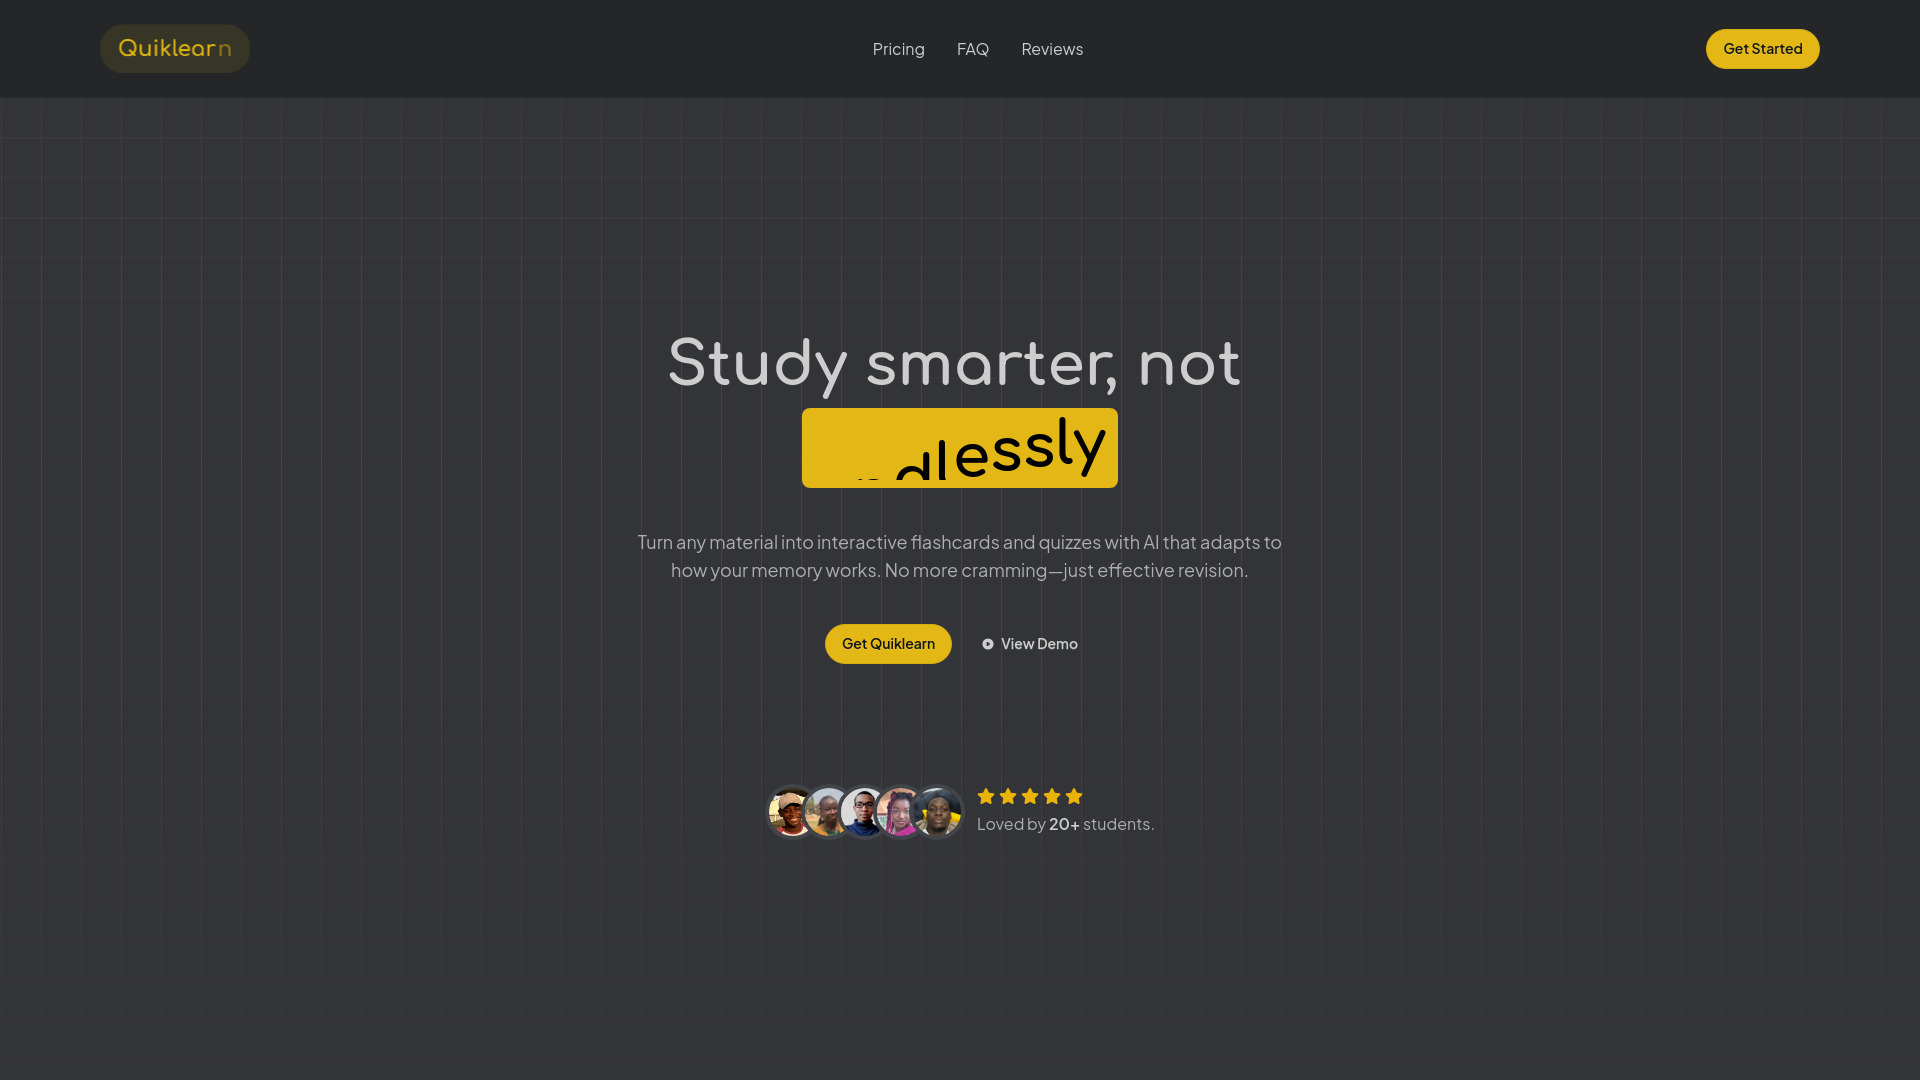 Quiklearn
Pricing
FAQ
Reviews
Get Started
Study smarter, not
ndlessly
Turn any material into interactive flashcards and quizzes with AI that adapts to
how your memory works. No more cramming—just effective revision.
Get Quiklearn
View Demo
Loved by 20+ students.